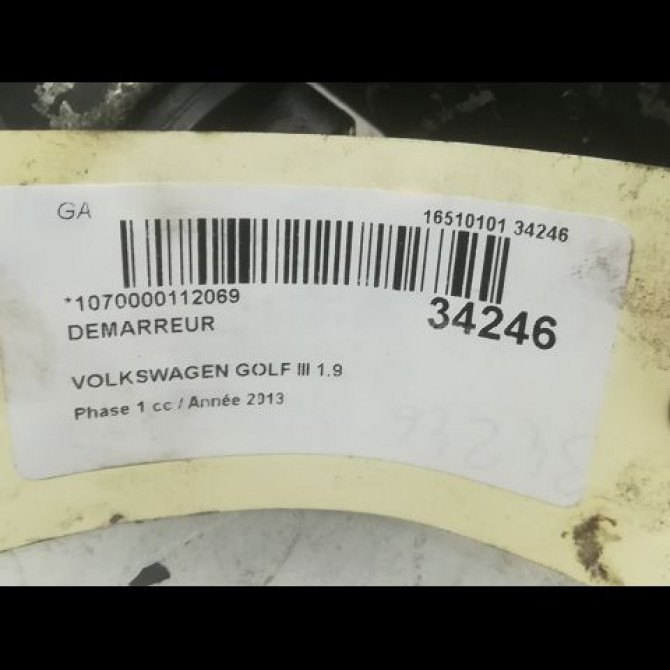 GA
16510101 34246
*1070000112069
34246
DEMARREUR
VOLKSWAGEN GOLF III 1.9
Phase 1 cc / Année 2013